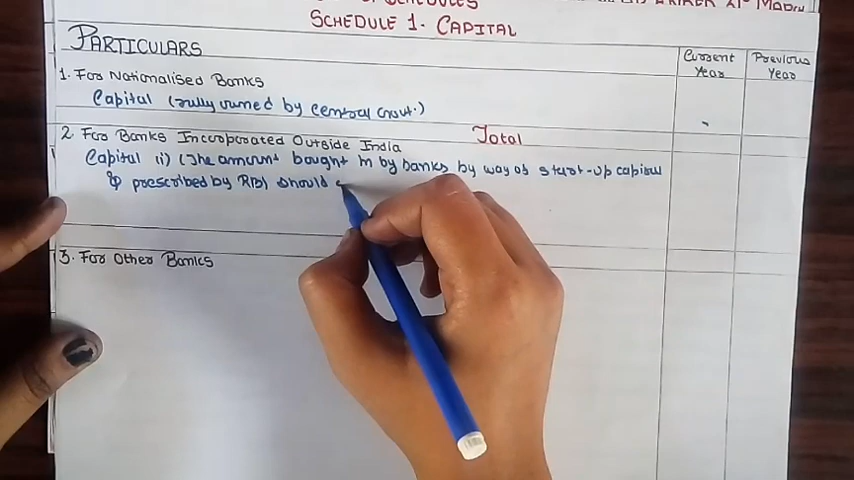 SCHEDULES
SCHEDULE 1. CAPITAL
PARTICULARS
Current Year
Previous Year
1. For Nationalised Banks
Capital (fully owned by Central Govt.)
2. For Banks Incorporated Outside India
Total
Capital (i) (The amount bought in by banks by way of start-up capital
prescribed by RBI) should
3. For Other Banks